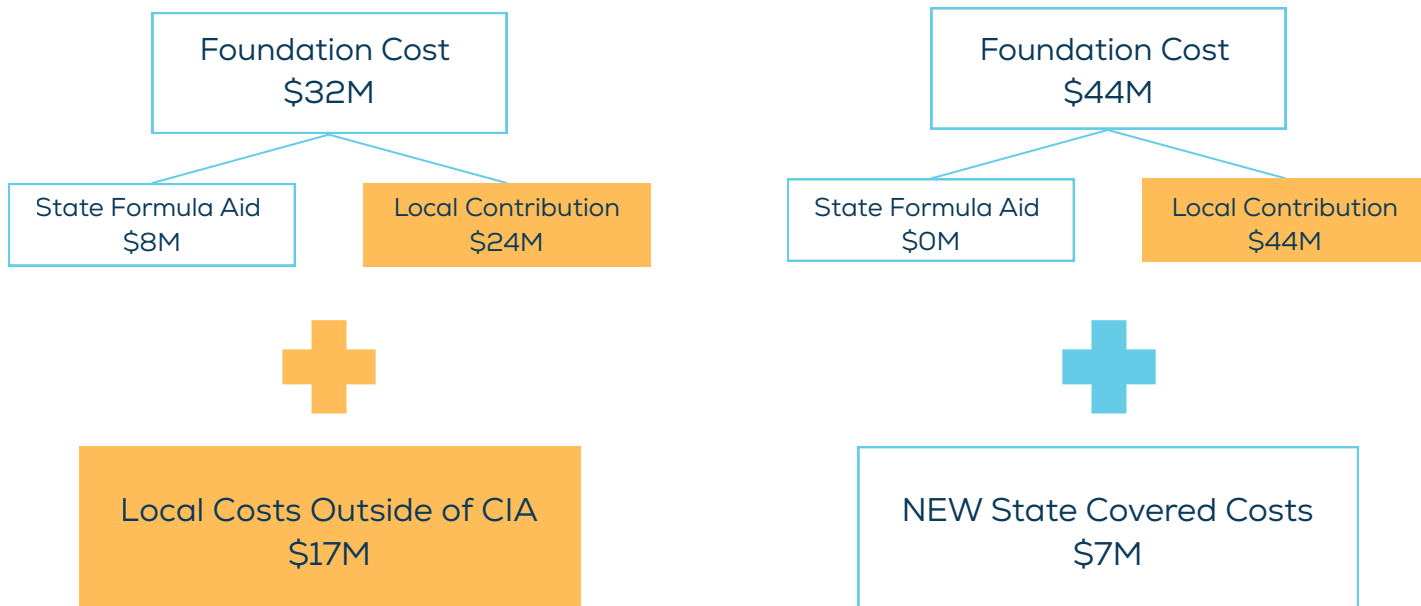 Foundation Cost
$32M
State Formula Aid
$8M
Local Contribution
$24M
Local Costs Outside of CIA
$17M
Foundation Cost
$44M
State Formula Aid
$0M
Local Contribution
$44M
NEW State Covered Costs
$7M